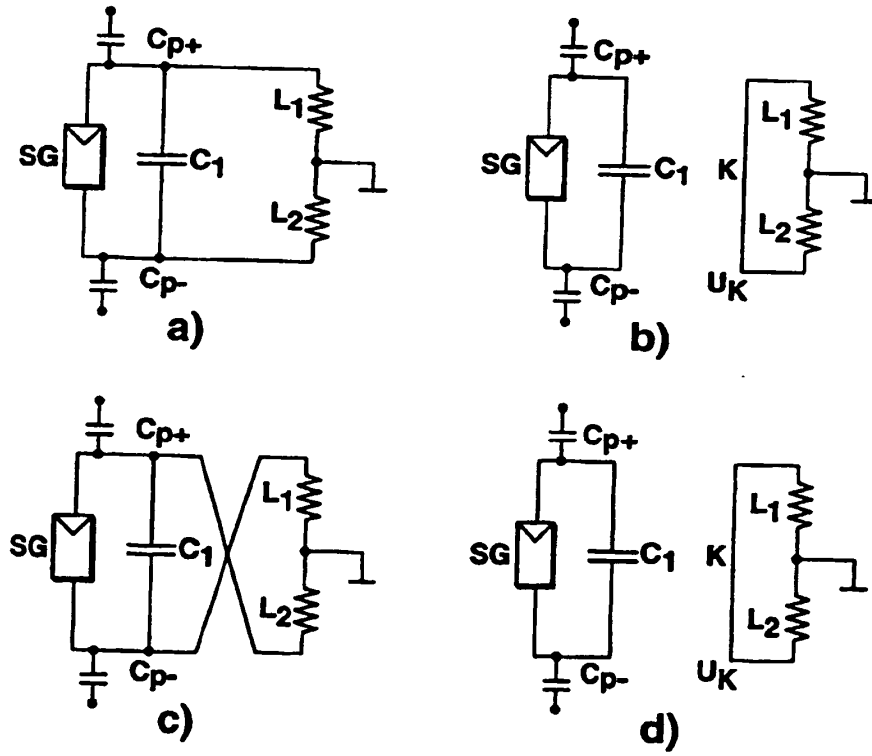 Cp+
L1
SG
C1
L2
Cp-
a)
Cp+
L1
SG
C1
K
L2
Cp-
UK
b)
Cp+
L1
SG
C1
L2
Cp-
c)
Cp+
L1
SG
C1
K
L2
Cp-
UK
d)